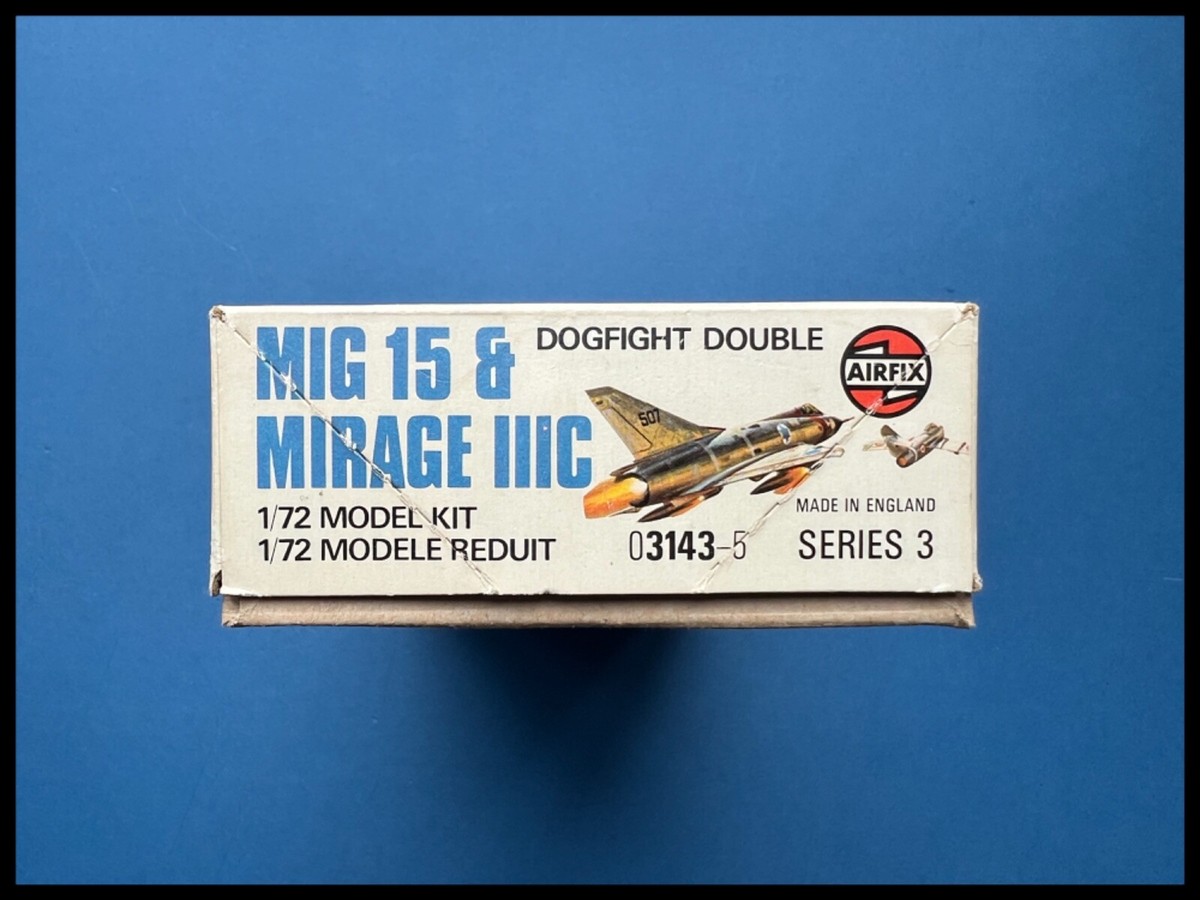 MIG 15 &
MIRAGE IIIC
DOGFIGHT DOUBLE
AIRFIX
507
1/72 MODEL KIT
1/72 MODELE REDUIT
03143-5
MADE IN ENGLAND
SERIES 3